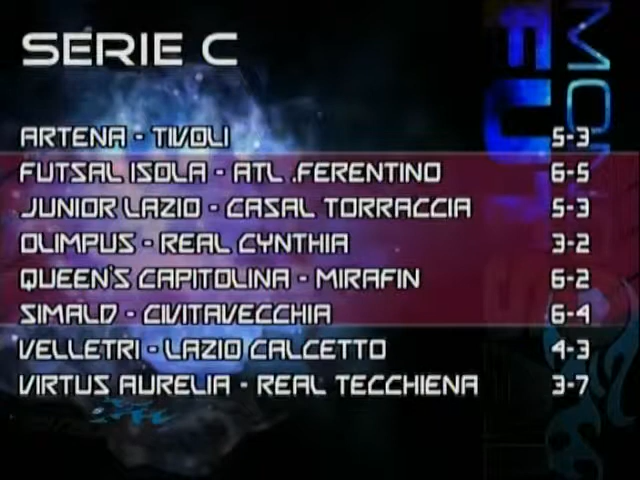 SERIE C
ARTENA - TIVOLI 5-3
FUTSAL ISOLA - ATL .FERENTINO 6-5
JUNIOR LAZIO - CASAL TORRACCIA 5-3
OLIMPUS - REAL CYNTHIA 3-2
QUEEN'S CAPITOLINA - MIRAFIN 6-2
SIMALD - CIVITAVECCHIA 6-4
VELLETRI - LAZIO CALCETTO 4-3
VIRTUS AURELIA - REAL TECCHIENA 3-7